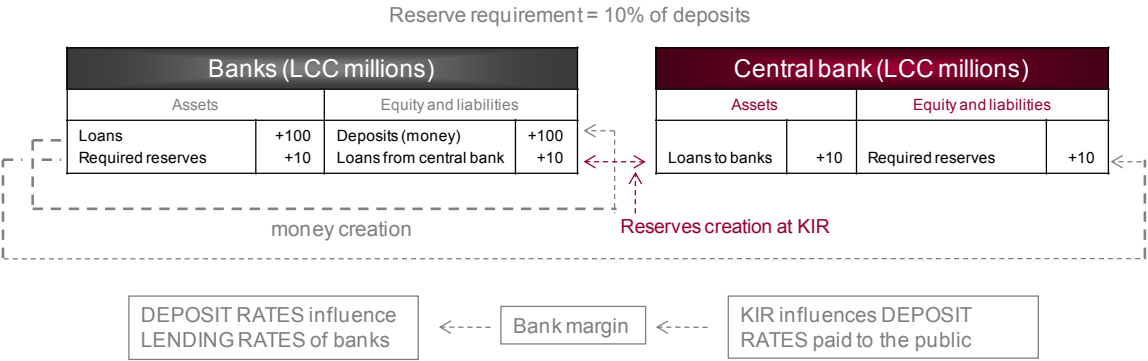 Reserve requirement = 10% of deposits
Banks (LCC millions)
Central bank (LCC millions)
Assets
Equity and liabilities
Assets
Equity and liabilities
Loans +100 Deposits (money) +100
Required reserves +10 Loans from central bank +10
Loans to banks +10 Required reserves +10
money creation
Reserves creation at KIR
DEPOSIT RATES influence
LENDING RATES of banks
Bank margin
KIR influences DEPOSIT
RATES paid to the public